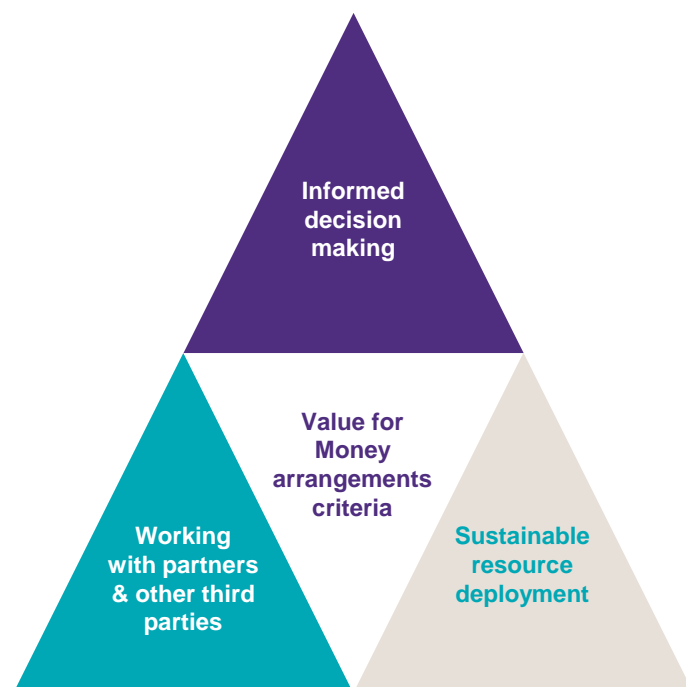 Informed
decision
making
Value for
Money
arrangements
criteria
Working
with partners
& other third
parties
Sustainable
resource
deployment